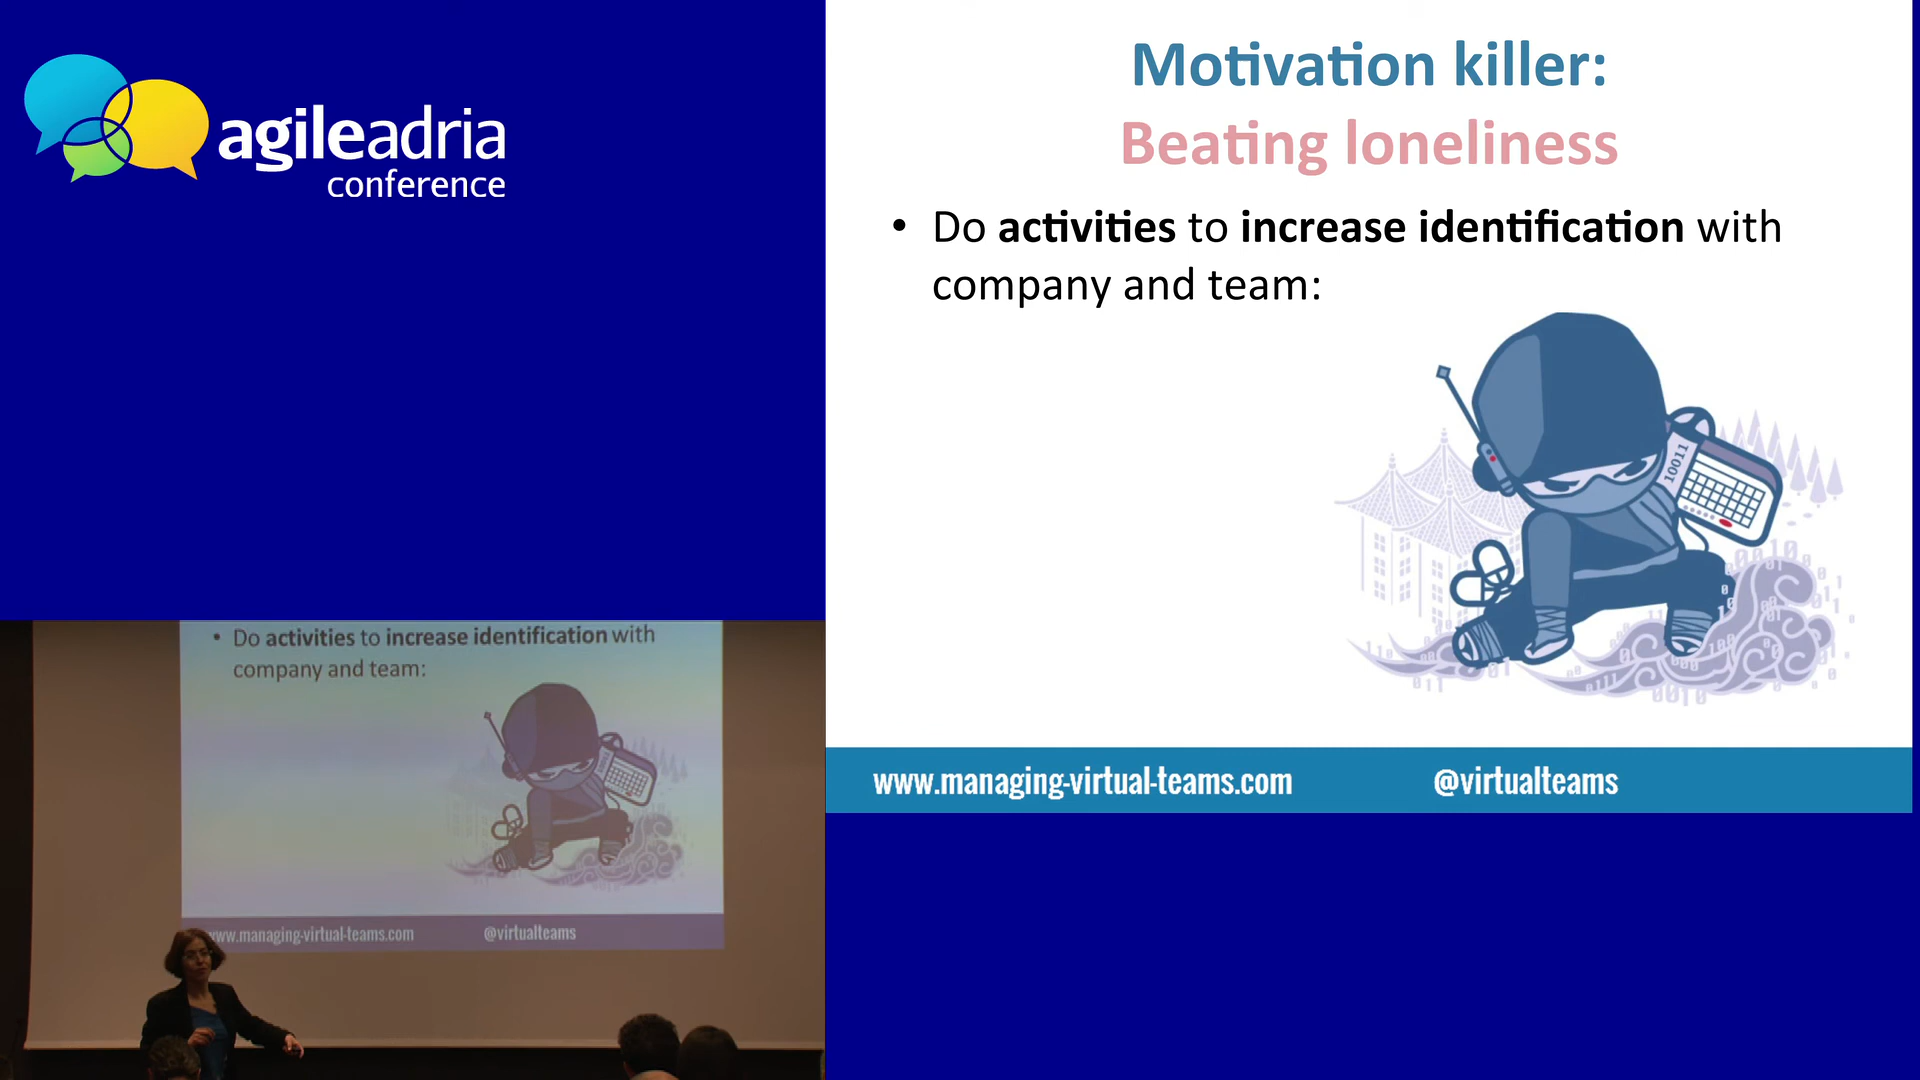 agileadria
conference
Motivation killer:
Beating loneliness
• Do activities to increase identification with
company and team:
10011
www.managing-virtual-teams.com
@virtualteams
• Do activities to increase identification with
company and team:
www.managing-virtual-teams.com
@virtualteams